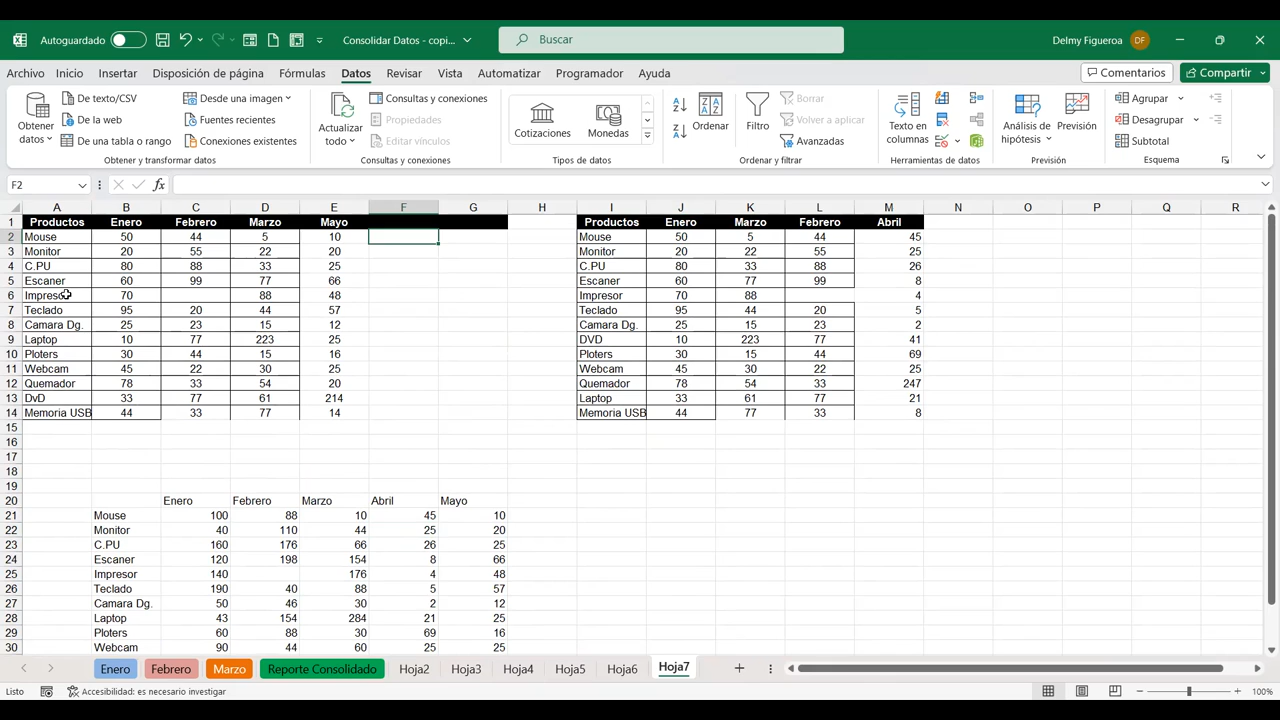 Autoguardado
Consolidar Datos - copi...
Buscar
Delmy Figueroa DF
Archivo Inicio Insertar Disposición de página Fórmulas Datos Revisar Vista Automatizar Programador Ayuda
Comentarios Compartir
Obtener datos
De texto/CSV
De la web
De una tabla o rango
Desde una imagen
Fuentes recientes
Conexiones existentes
Obtener y transformar datos
Actualizar todo
Consultas y conexiones
Propiedades
Editar vínculos
Consultas y conexiones
Cotizaciones Monedas
Tipos de datos
Ordenar
Filtro
Borrar
Volver a aplicar
Avanzadas
Ordenar y filtrar
Texto en columnas
Herramientas de datos
Análisis de hipótesis
Previsión
Previsión
Agrupar
Desagrupar
Subtotal
Esquema
F2 fx
A B C D E F G H I J K L M N O P Q R
1 Productos Enero Febrero Marzo Mayo Productos Enero Marzo Febrero Abril
2 Mouse 50 44 5 10 Mouse 50 5 44 45
3 Monitor 20 55 22 20 Monitor 20 22 55 25
4 C.PU 80 88 33 25 C.PU 80 33 88 26
5 Escaner 60 99 77 66 Escaner 60 77 99 8
6 Impresor 70 88 48 Impresor 70 88 4
7 Teclado 95 20 44 57 Teclado 95 44 20 5
8 Camara Dg. 25 23 15 12 Camara Dg. 25 15 23 2
9 Laptop 10 77 223 25 DVD 10 223 77 41
10 Ploters 30 44 15 16 Ploters 30 15 44 69
11 Webcam 45 22 30 25 Webcam 45 30 22 25
12 Quemador 78 33 54 20 Quemador 78 54 33 247
13 DvD 33 77 61 214 Laptop 33 61 77 21
14 Memoria USB 44 33 77 14 Memoria USB 44 77 33 8
15
16
17
18
19
20 Enero Febrero Marzo Abril Mayo
21 Mouse 100 88 10 45 10
22 Monitor 40 110 44 25 20
23 C.PU 160 176 66 26 25
24 Escaner 120 198 154 8 66
25 Impresor 140 176 4 48
26 Teclado 190 40 88 5 57
27 Camara Dg. 50 46 30 2 12
28 Laptop 43 154 284 21 25
29 Ploters 60 88 30 69 16
30 Webcam 90 44 60 25 25
Enero Febrero Marzo Reporte Consolidado Hoja2 Hoja3 Hoja4 Hoja5 Hoja6 Hoja7
Listo Accesibilidad: es necesario investigar 100%